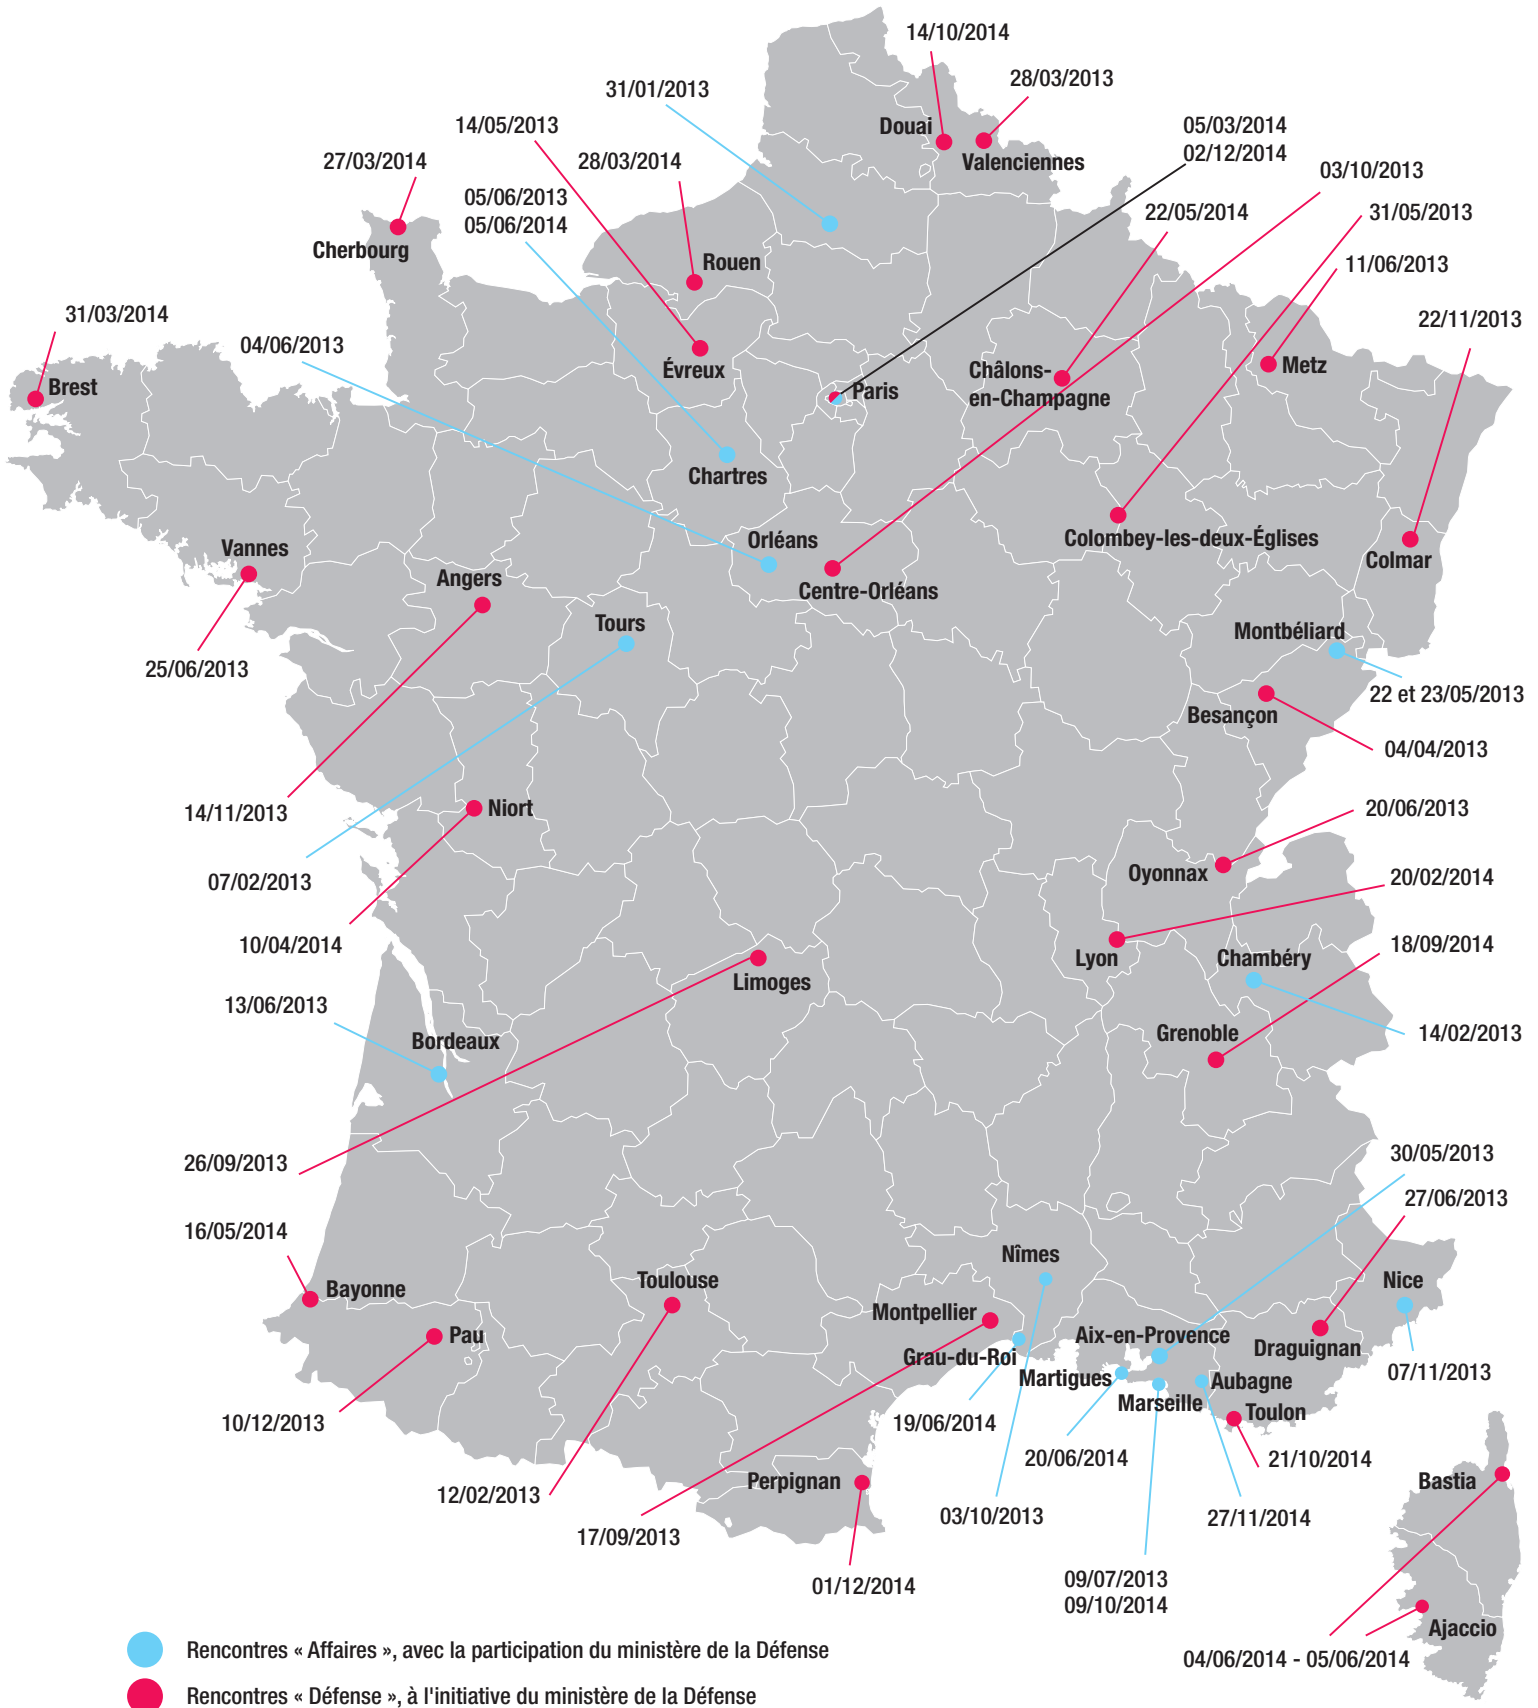 14/10/2014
28/03/2013
31/01/2013
Douai
14/05/2013
05/03/2014
02/12/2014
27/03/2014
28/03/2014
Valenciennes
03/10/2013
05/06/2013
05/06/2014
22/05/2014
31/05/2013
Cherbourg
Rouen
11/06/2013
31/03/2014
22/11/2013
04/06/2013
Évreux
Châlons-
en-Champagne
Metz
Brest
Paris
Chartres
Vannes
Orléans
Colombey-les-deux-Églises
Colmar
Angers
Centre-Orléans
Tours
Montbéliard
25/06/2013
22 et 23/05/2013
Besançon
04/04/2013
14/11/2013
Niort
20/06/2013
07/02/2013
Oyonnax
20/02/2014
10/04/2014
Lyon
Chambéry
18/09/2014
Limoges
13/06/2013
Bordeaux
Grenoble
14/02/2013
26/09/2013
30/05/2013
27/06/2013
16/05/2014
Nîmes
Bayonne
Toulouse
Nice
Montpellier
Pau
Aix-en-Provence
Draguignan
Grau-du-Roi
07/11/2013
Martigues
Aubagne
Marseille
Toulon
10/12/2013
19/06/2014
20/06/2014
21/10/2014
Perpignan
Bastia
12/02/2013
03/10/2013
27/11/2014
17/09/2013
01/12/2014
09/07/2013
09/10/2014
Ajaccio
04/06/2014 - 05/06/2014
Rencontres « Affaires », avec la participation du ministère de la Défense
Rencontres « Défense », à l'initiative du ministère de la Défense